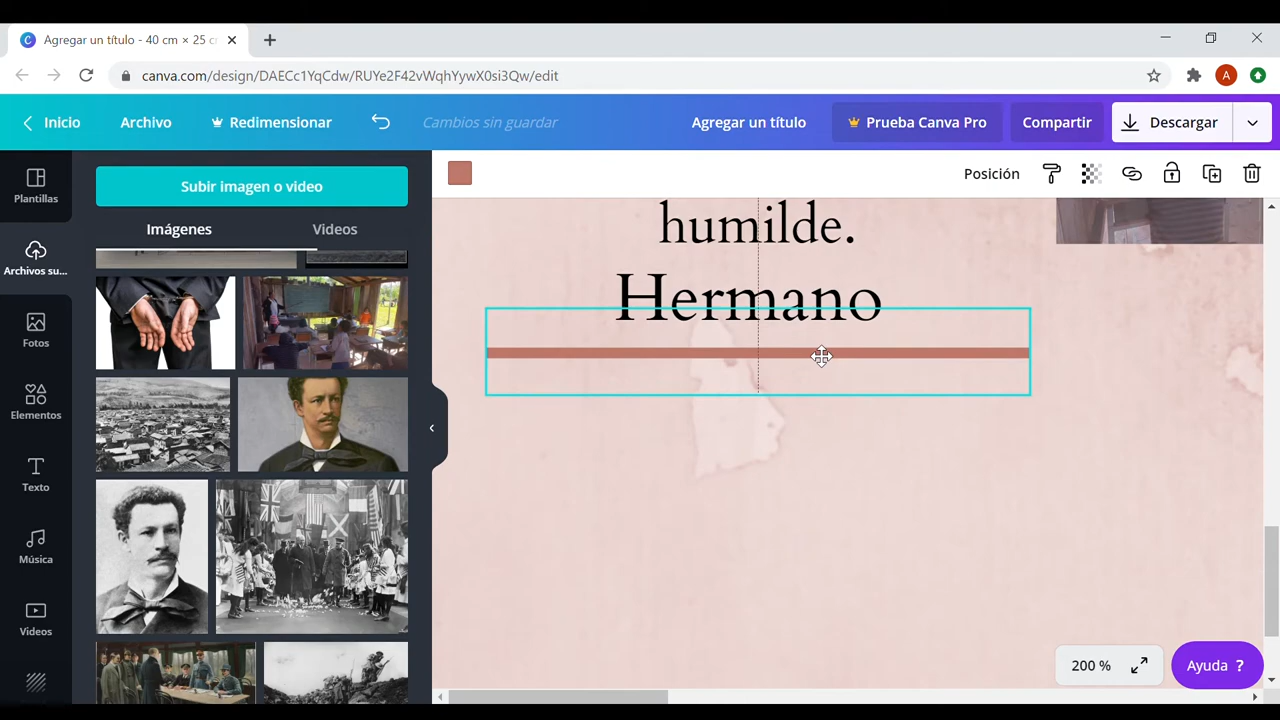 Agregar un título - 40 cm × 25 c
canva.com/design/DAECc1YqCdw/RUYe2F42vWqhYywX0si3Qw/edit
A
Inicio
Archivo
Redimensionar
Cambios sin guardar
Agregar un título
Prueba Canva Pro
Compartir
Descargar
Plantillas
Archivos su...
Fotos
Elementos
Texto
Música
Videos
Subir imagen o video
Imágenes
Videos
Posición
humilde.
Hermano
200 %
Ayuda ?